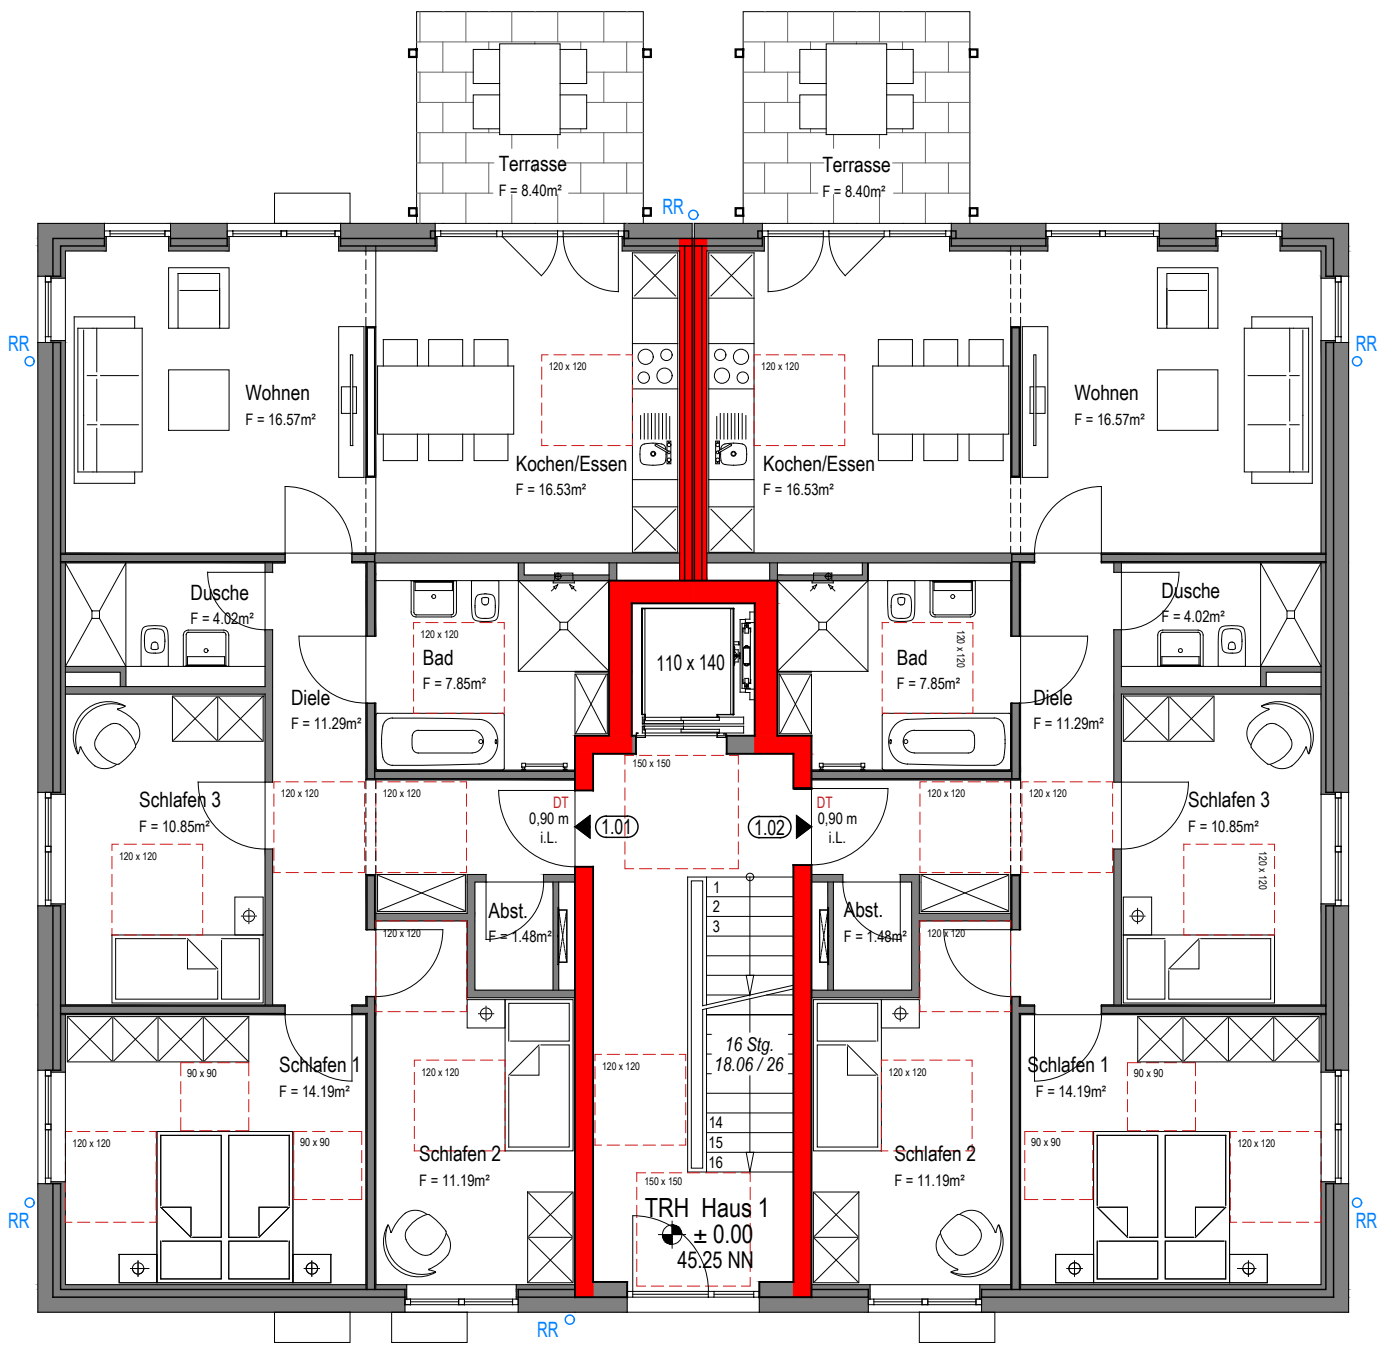 Terrasse
F = 8.40m²
Terrasse
F = 8.40m²
RR
RR
RR
120 x 120
120 x 120
Wohnen
F = 16.57m²
Wohnen
F = 16.57m²
Kochen/Essen
F = 16.53m²
Kochen/Essen
F = 16.53m²
Dusche
F = 4.02m²
Dusche
F = 4.02m²
120 x 120
Bad
F = 7.85m²
110 x 140
Bad
F = 7.85m²
120 x 120
Diele
F = 11.29m²
Diele
F = 11.29m²
150 x 150
Schlafen 3
F = 10.85m²
120 x 120
120 x 120
120 x 120
DT
0,90 m
i.L.
1.01
1.02
DT
0,90 m
i.L.
120 x 120
120 x 120
Schlafen 3
F = 10.85m²
120 x 120
1
2
3
Abst.
F = 1.48m²
Abst.
F = 1.48m²
120 x 120
120 x 120
16 Stg.
18.06 / 26
Schlafen 1
F = 14.19m²
90 x 90
120 x 120
90 x 90
120 x 120
120 x 120
120 x 120
Schlafen 1
F = 14.19m²
90 x 90
90 x 90
120 x 120
14
15
16
Schlafen 2
F = 11.19m²
Schlafen 2
F = 11.19m²
150 x 150
TRH Haus 1
± 0.00
45.25 NN
RR
RR
RR